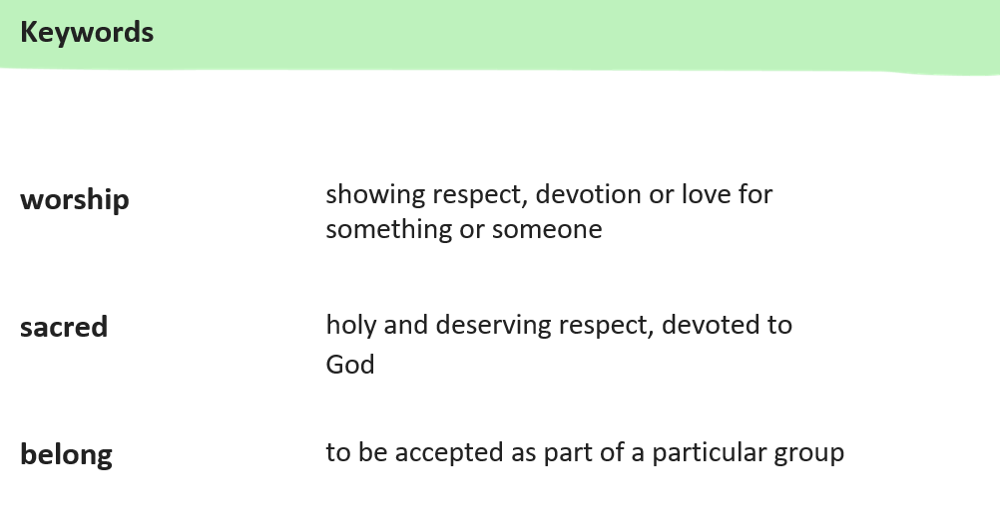 Keywords
worship
showing respect, devotion or love for
something or someone
sacred
holy and deserving respect, devoted to
God
belong
to be accepted as part of a particular group